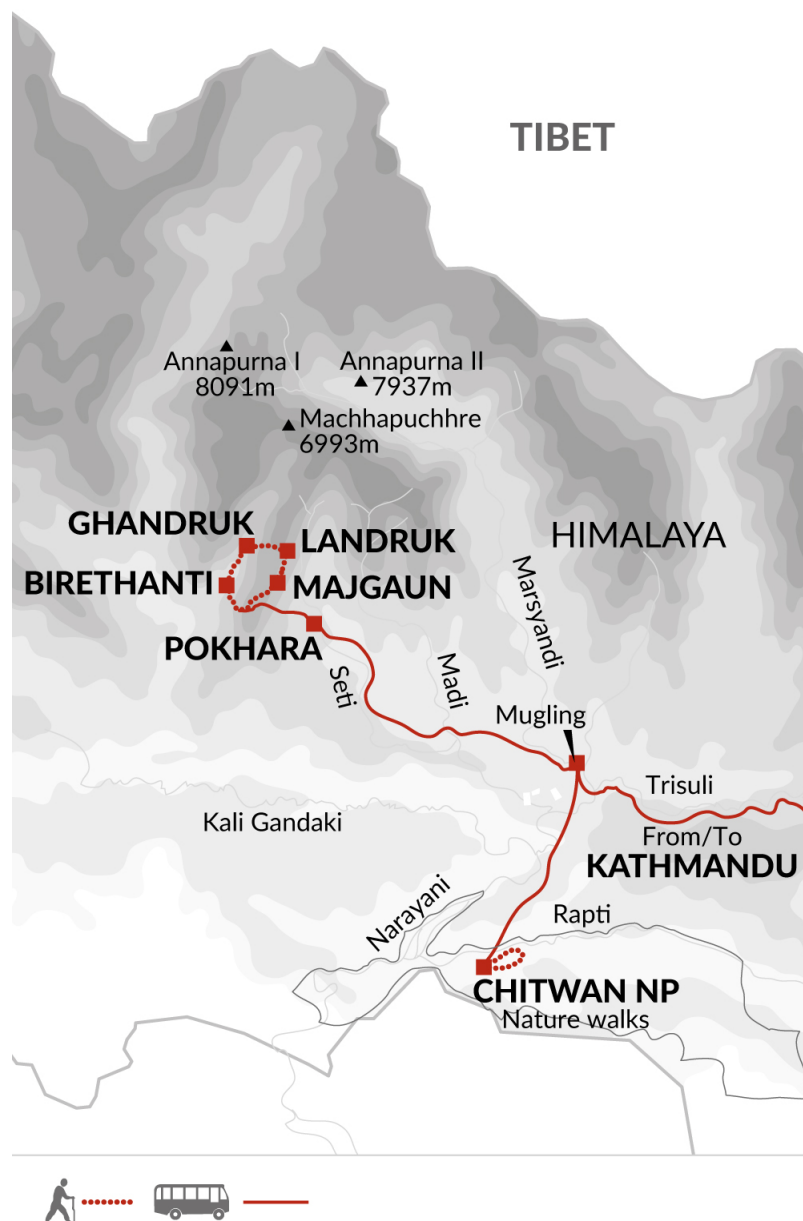 TIBET
Annapurna I
8091m
Annapurna II
7937m
Machhapuchhre
6993m
GHANDRUK
LANDRUK
HIMALAYA
BIRETHANTI
MAJGAUN
POKHARA
Seti
Madi
Marsyandi
Mugling
Trisuli
Kali Gandaki
From/To
KATHMANDU
Narayani
Rapti
CHITWAN NP
Nature walks